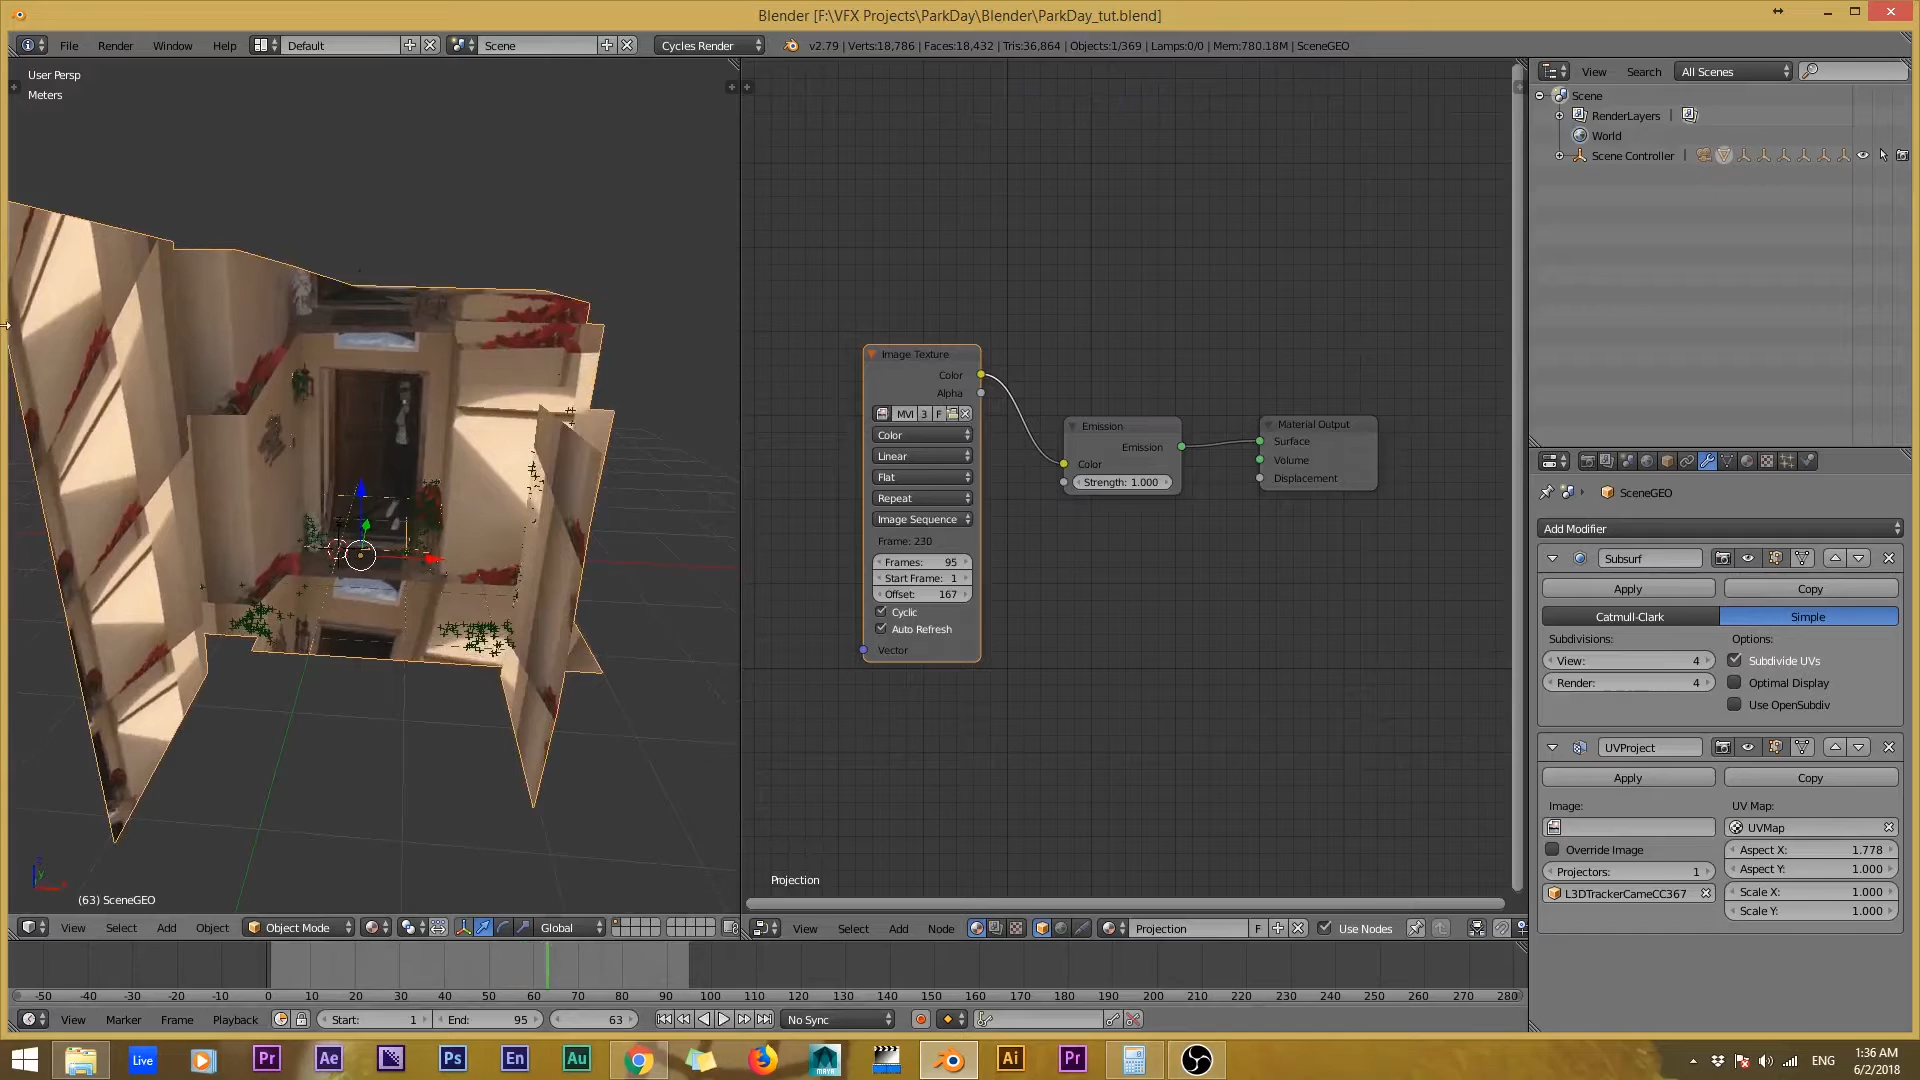 Blender [F:\VFX Projects\ParkDay\Blender\ParkDay_tut.blend]
File Render Window Help Default Scene Cycles Render v2.79 | Verts:18,786 | Faces:18,432 | Tris:36,864 | Objects:1/369 | Lamps:0/0 | Mem:780.18M | SceneGEO
User Persp
Meters
View Search All Scenes
Scene
RenderLayers
World
Scene Controller
Image Texture
Color
Alpha
MVI 3 F
Color
Linear
Flat
Repeat
Image Sequence
Frame: 230
Frames: 95
Start Frame: 1
Offset: 167
Cyclic
Auto Refresh
Vector
Emission
Emission
Color
Strength: 1.000
Material Output
Surface
Volume
Displacement
SceneGEO
Add Modifier
Subsurf
Apply Copy
Catmull-Clark Simple
Subdivisions: Options:
View: 4 Subdivide UVs
Render: 4 Optimal Display
Use OpenSubdiv
UVProject
Apply Copy
Image: UV Map:
UVMap
Override Image Aspect X: 1.778
Projectors: 1 Aspect Y: 1.000
L3DTrackerCameCC367 Scale X: 1.000
Scale Y: 1.000
Projection
(63) SceneGEO
View Select Add Object Object Mode Global
View Select Add Node Projection F Use Nodes
-50 -40 -30 -20 -10 0 10 20 30 40 50 60 70 80 90 100 110 120 130 140 150 160 170 180 190 200 210 220 230 240 250 260 270 280
View Marker Frame Playback Start: 1 End: 95 63 No Sync
Live Pr Ae Ps En Au MAYA Ai Pr ENG
1:36 AM
6/2/2018